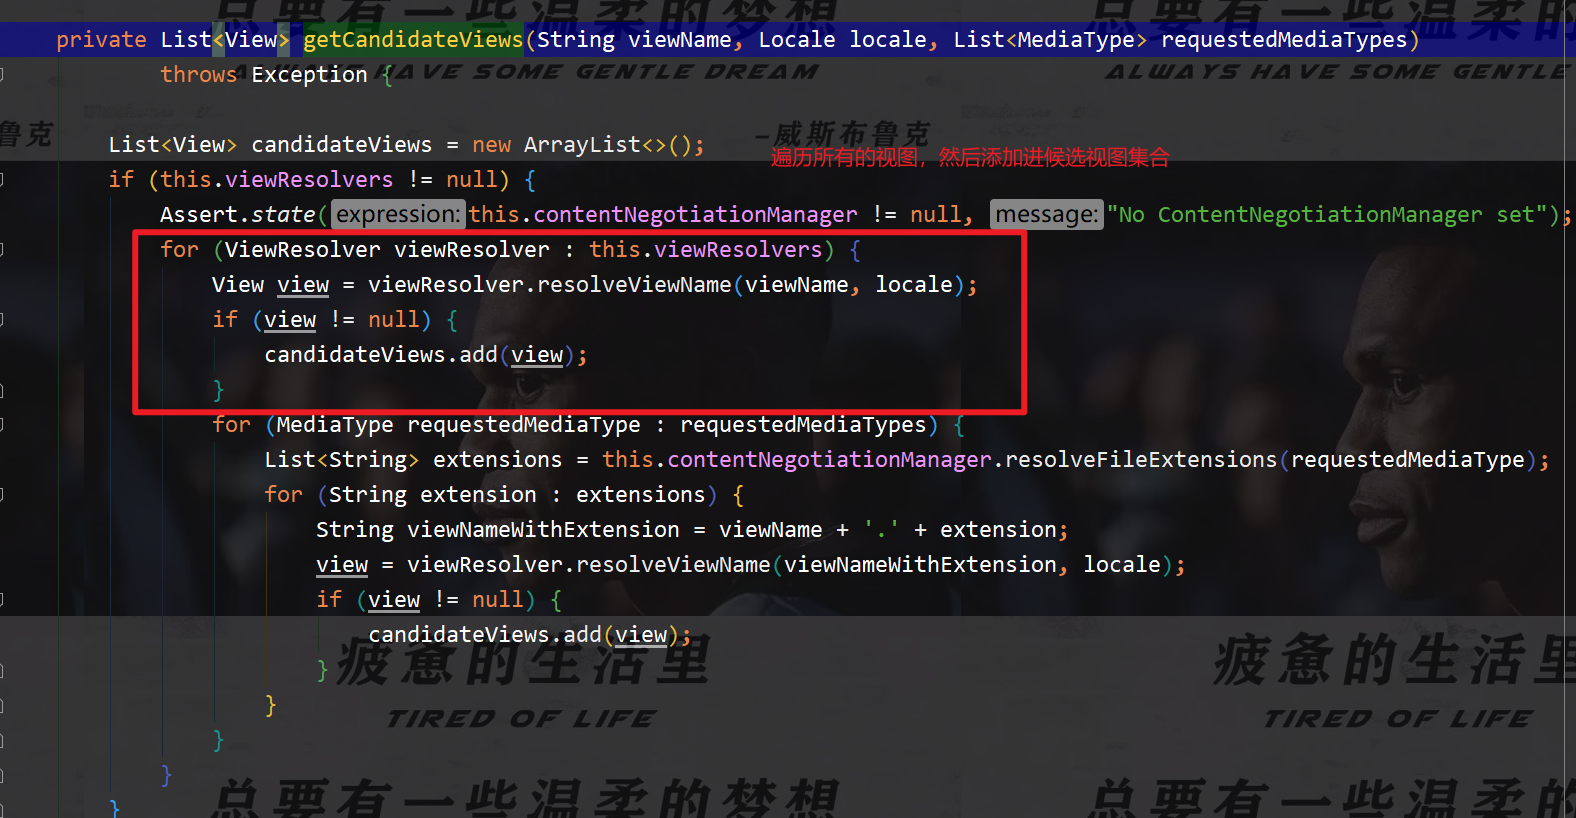 总要有一些温柔的梦想
总要有一些温柔的
private List<View> getCandidateViews(String viewName, Locale locale, List<MediaType> requestedMediaTypes)
throws Exception {
ALWAYS HAVE SOME GENTLE DREAM
ALWAYS HAVE SOME GENTLE
鲁克
-威斯布鲁克
List<View> candidateViews = new ArrayList<>();
遍历所有的视图，然后添加进候选视图集合
if (this.viewResolvers != null) {
Assert.state( expression: this.contentNegotiationManager != null, message: "No ContentNegotiationManager set");
for (ViewResolver viewResolver : this.viewResolvers) {
View view = viewResolver.resolveViewName(viewName, locale);
if (view != null) {
candidateViews.add(view);
}
for (MediaType requestedMediaType : requestedMediaTypes) {
List<String> extensions = this.contentNegotiationManager.resolveFileExtensions(requestedMediaType);
for (String extension : extensions) {
String viewNameWithExtension = viewName + '.' + extension;
view = viewResolver.resolveViewName(viewNameWithExtension, locale);
if (view != null) {
candidateViews.add(view);
}
疲惫的生活里
疲惫的生活里
}
TIRED OF LIFE
TIRED OF LIFE
}
}
总要有一些温柔的梦想
总要有一些温柔的
}